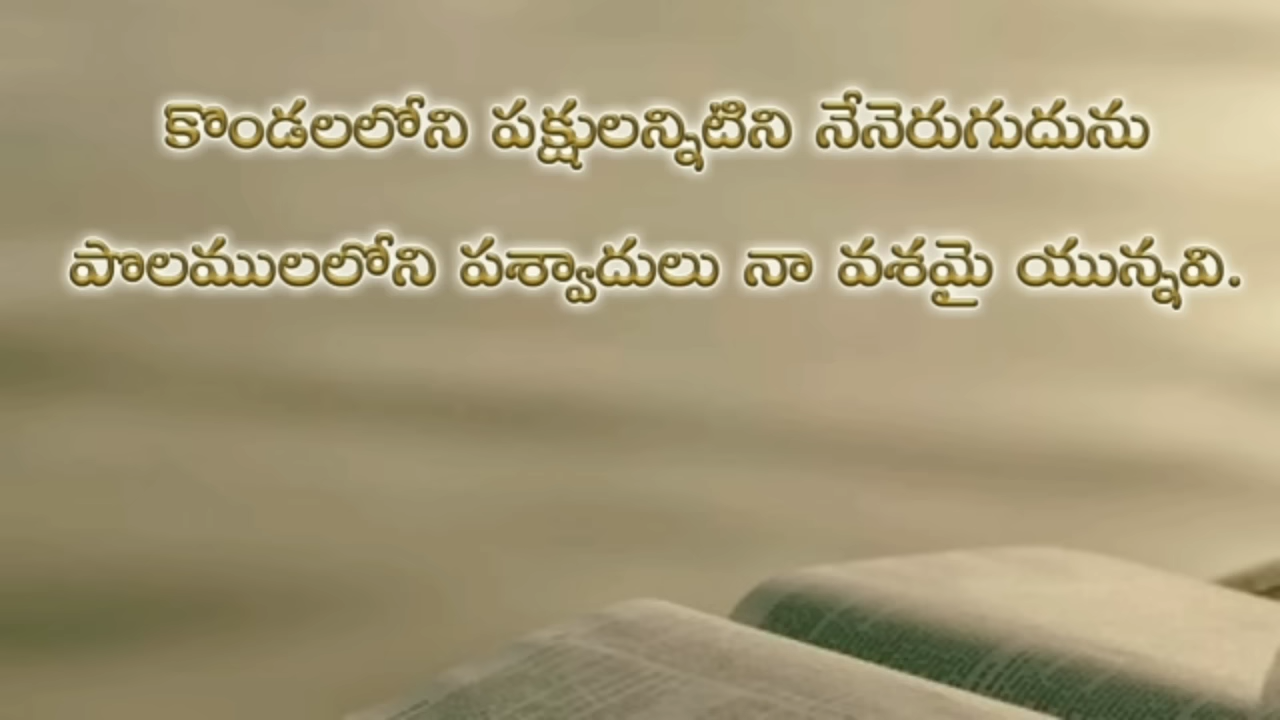 కొండలలోని పక్షులన్నిటిని నేనెరుగుదును
పొలములలోని పశ్వాదులు నా వశమై యున్నవి.